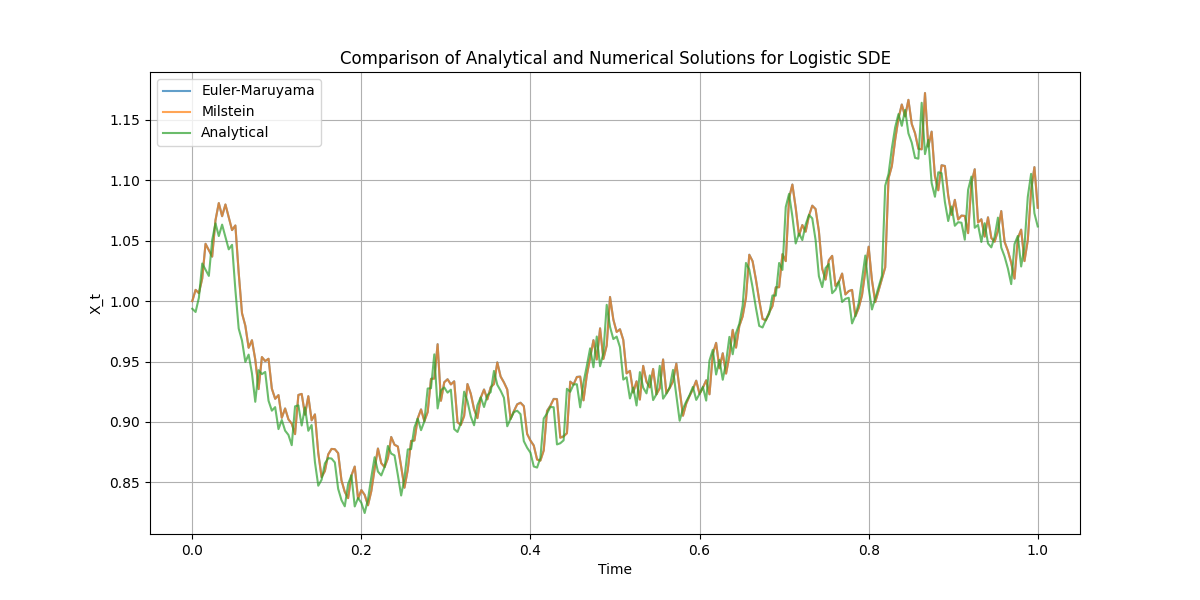 Comparison of Analytical and Numerical Solutions for Logistic SDE
Euler-Maruyama
Milstein
Analytical
1.15
1.10
1.05
1.00
0.95
0.90
0.85
X_t
0.0 0.2 0.4 0.6 0.8 1.0
Time